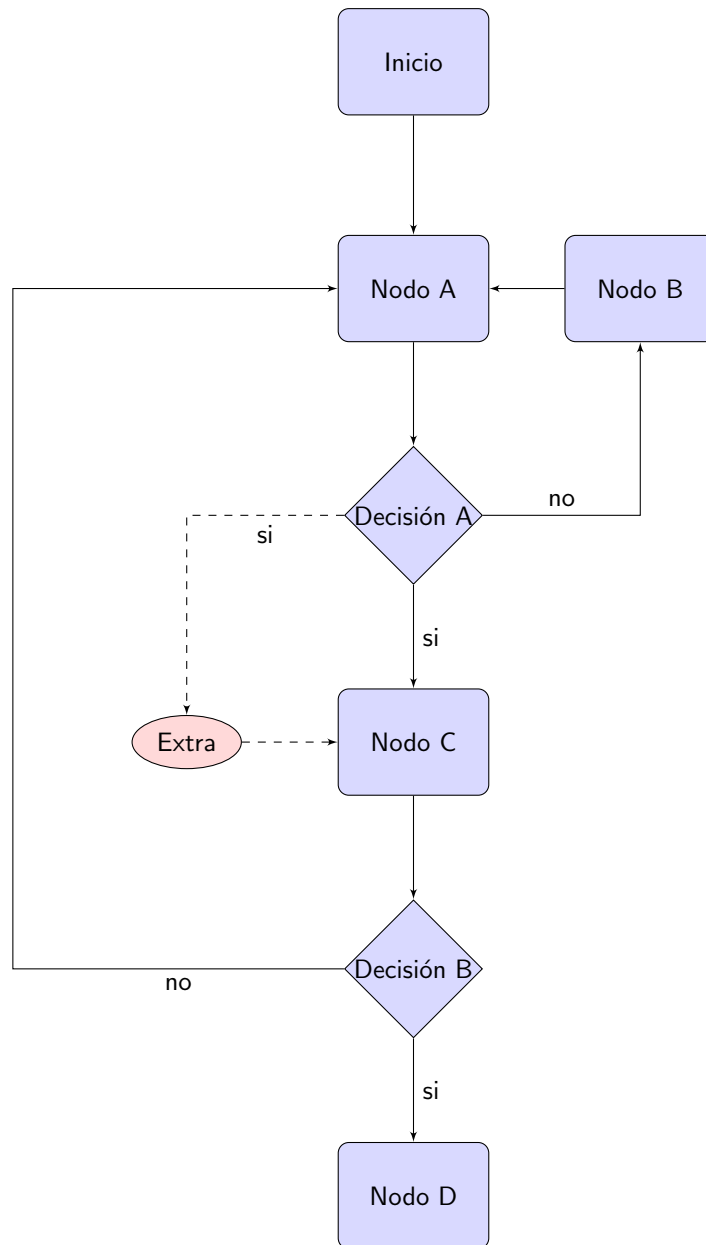 Inicio
Nodo A
Nodo B
Decisión A
no
si
si
Extra
Nodo C
Decisión B
no
si
Nodo D